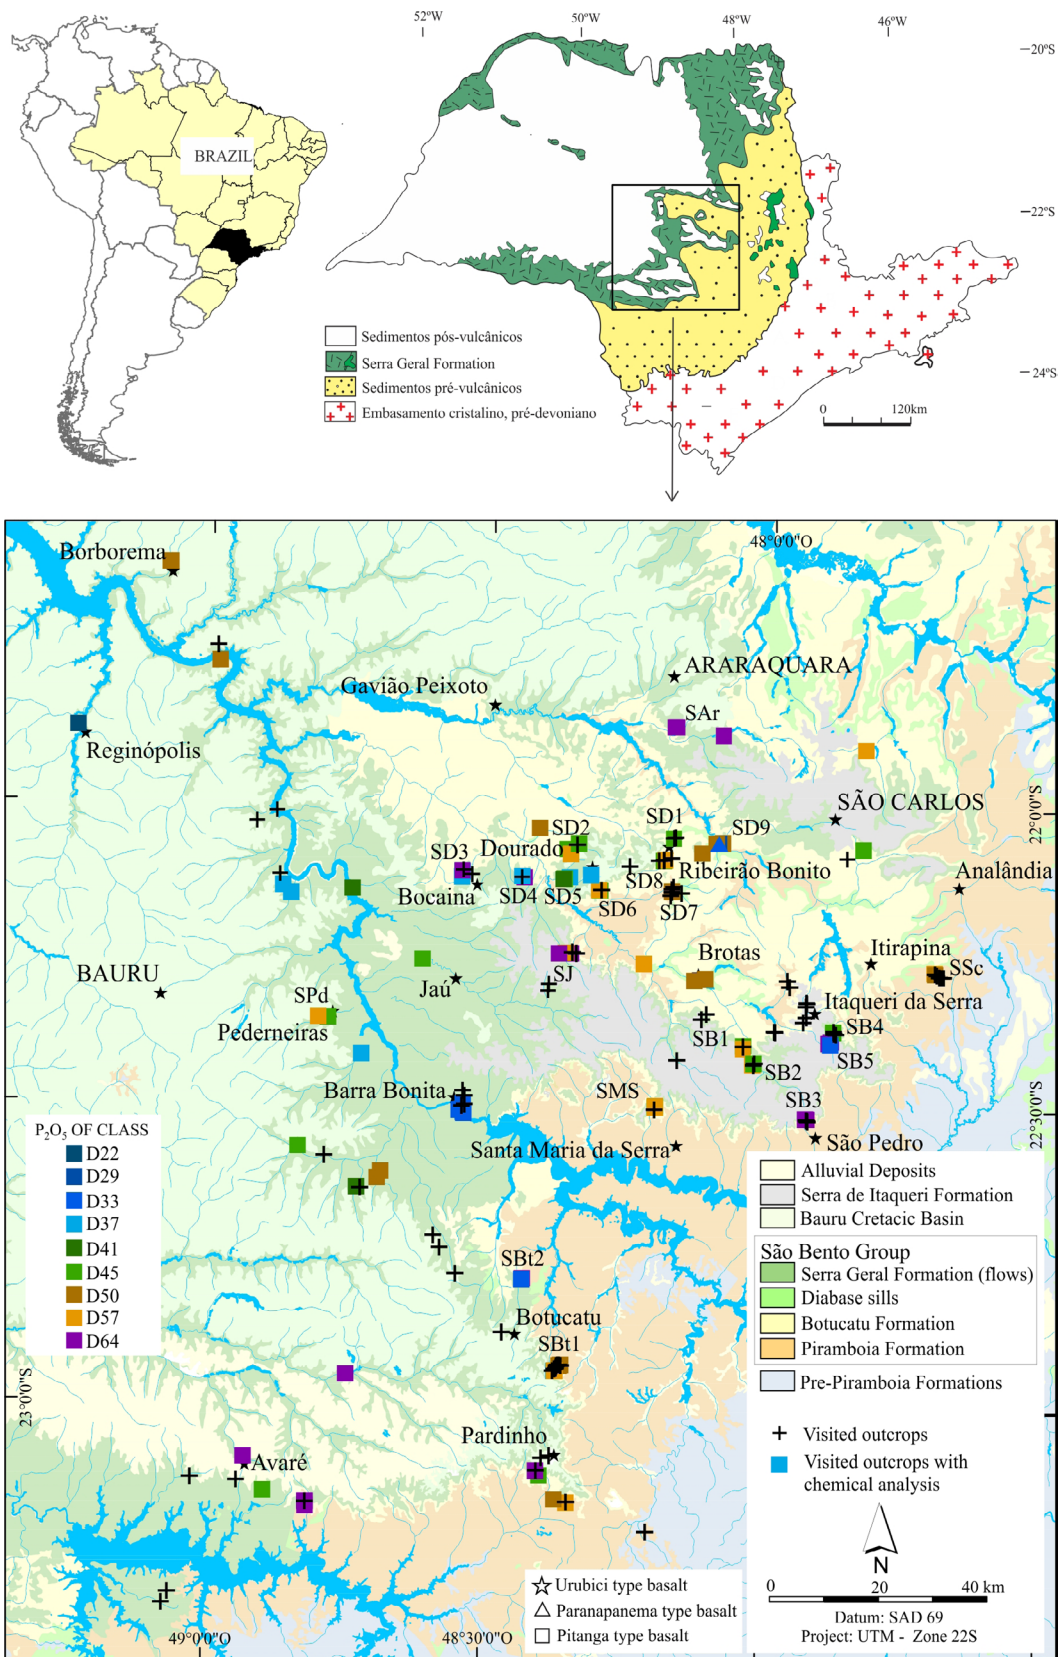 52°W
50°W
48°W
46°W
20°S
22°S
24°S
BRAZIL
Sedimentos pós-vulcânicos
Serra Geral Formation
Sedimentos pré-vulcânicos
Embasamento cristalino, pré-devoniano
0 120km
48°0'0"O
Borborema
ARARAQUARA
Gavião Peixoto
SAr
Reginópolis
SÃO CARLOS
22°0'0"S
SD1
SD2
SD9
Dourado
SD3
Ribeirão Bonito
Analândia
SD8
Bocaina
SD4
SD5
SD6
SD7
Brotas
Itirapina
SSc
BAURU
SJ
Jaú
SPd
Itaqueri da Serra
Pederneiras
SB1
SB4
SB5
SB2
Barra Bonita
SMS
SB3
22°30'0"S
Santa Maria da Serra
São Pedro
P2O5 OF CLASS
D22
D29
D33
D37
D41
D45
D50
D57
D64
Alluvial Deposits
Serra de Itaqueri Formation
Bauru Cretacic Basin
São Bento Group
Serra Geral Formation (flows)
Diabase sills
Botucatu Formation
Piramboia Formation
Pre-Piramboia Formations
SBt2
Botucatu
SBt1
23°0'0"S
Pardinho
Avaré
Visited outcrops
Visited outcrops with
chemical analysis
N
0 20 40 km
Datum: SAD 69
Project: UTM - Zone 22S
Urubici type basalt
Paranapanema type basalt
Pitanga type basalt
49°0'0"O
48°30'0"O